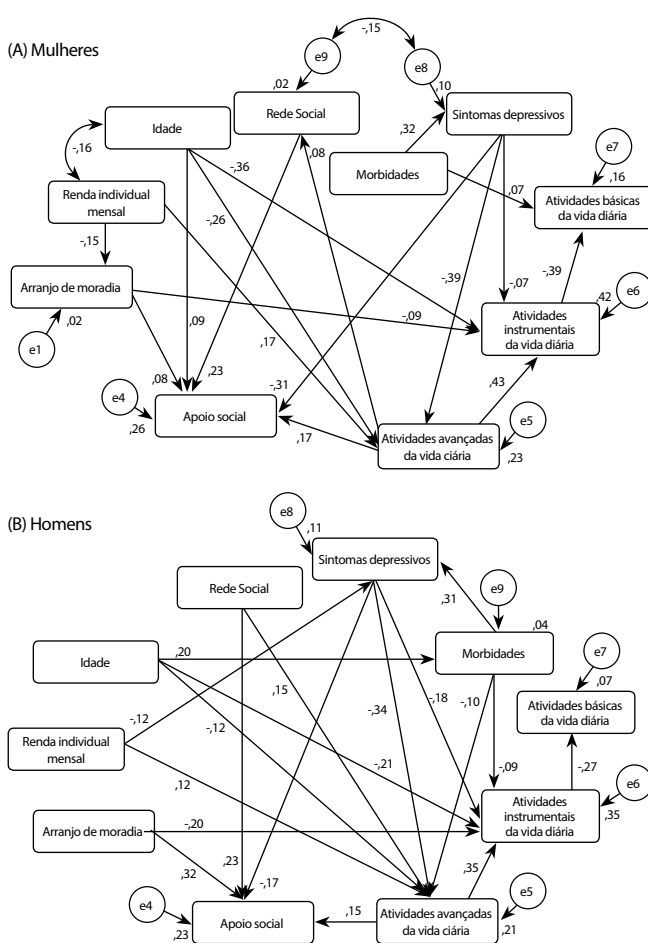 (A) Mulheres
-,15
e9
e8
,02
,10
Rede Social
Sintomas depressivos
Idade
,32
-,16
-,36
,08
Morbidades
e7
,07
,16
Renda individual
mensal
Atividades básicas
da vida diária
-,15
-,26
-,39
-,39
Arranjo de moradia
-,07
,42
e6
e1
,02
,09
-,09
Atividades
instrumentais
da vida diária
,17
,08
,23
-,31
,43
e4
,26
Apoio social
,17
Atividades avançadas
da vida ciária
e5
,23
(B) Homens
e8
,11
Sintomas depressivos
Rede Social
,31
e9
,04
Idade
,20
Morbidades
e7
,07
-,12
,15
-,18
-,10
Atividades básicas
da vida diária
Renda individual
mensal
-,12
-,34
-,21
-,09
-,27
,12
e6
Arranjo de moradia
-,20
Atividades
instrumentais
da vida diária
,35
,32
,23
-,17
,35
e4
,23
Apoio social
,15
Atividades avançadas
da vida ciária
e5
,21